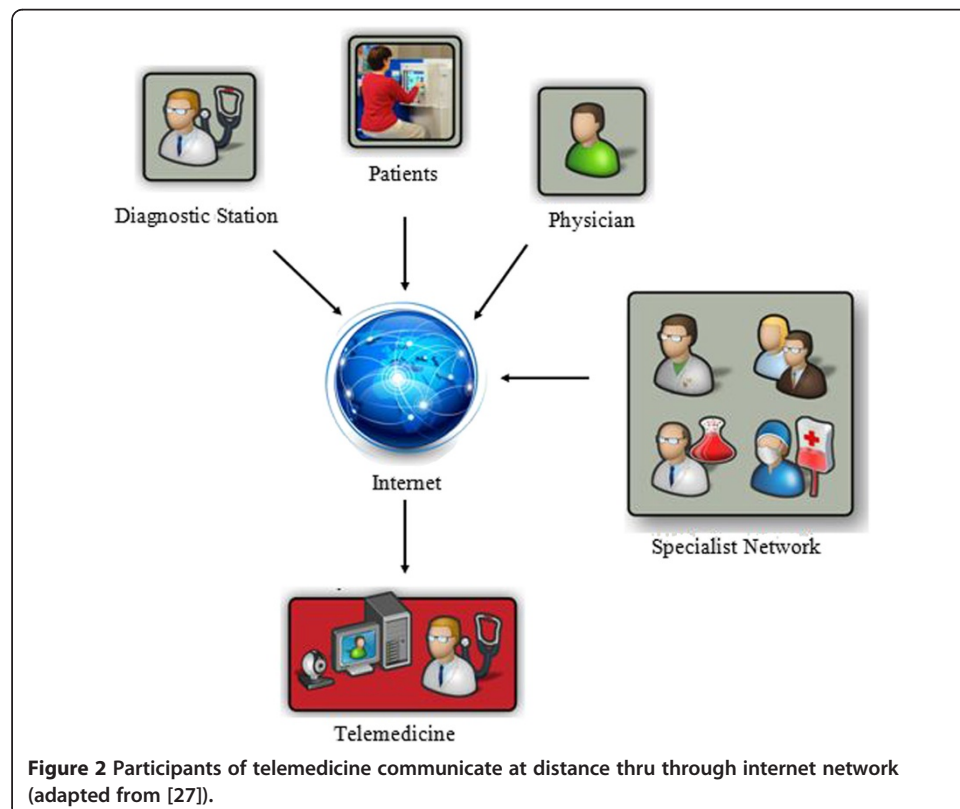 Patients
Diagnostic Station
Physician
Internet
Specialist Network
Telemedicine
Figure 2 Participants of telemedicine communicate at distance thru through internet network
(adapted from [27]).